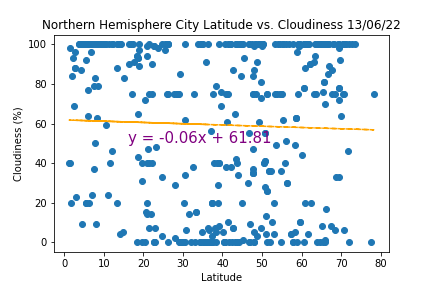 Northern Hemisphere City Latitude vs. Cloudiness 13/06/22
100
80
60
40
20
0
Cloudiness (%)
y = -0.06x + 61.81
0 10 20 30 40 50 60 70 80
Latitude